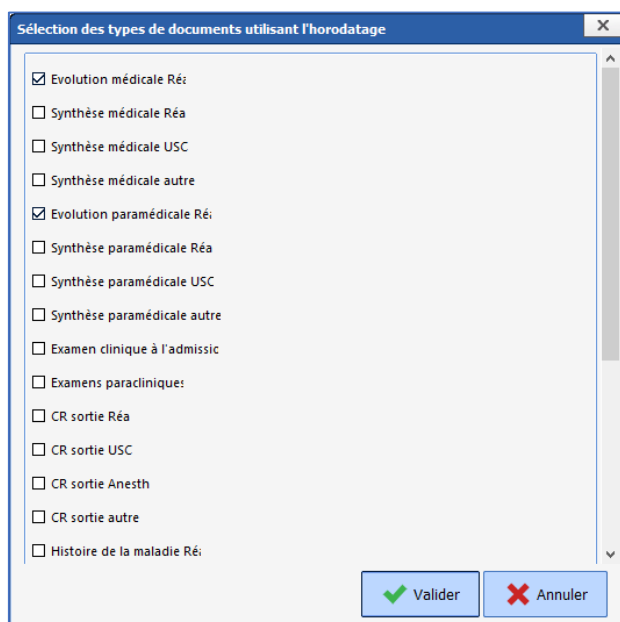 Sélection des types de documents utilisant l'horodatage
Evolution médicale Réa
Synthèse médicale Réa
Synthèse médicale USC
Synthèse médicale autre
Evolution paramédicale Ré
Synthèse paramédicale Réa
Synthèse paramédicale USC
Synthèse paramédicale autre
Examen clinique à l'admissic
Examens paracliniques
CR sortie Réa
CR sortie USC
CR sortie Anesth
CR sortie autre
Histoire de la maladie Ré
Valider
Annuler